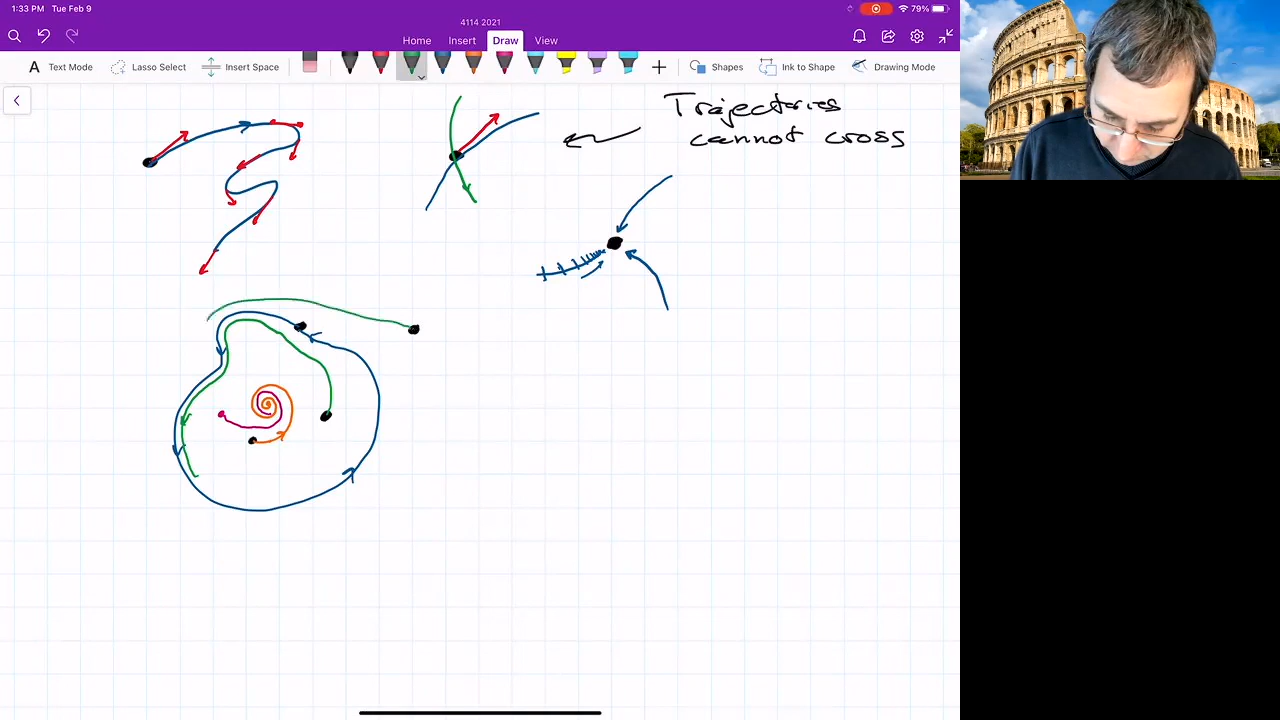 1:33 PM Tue Feb 9
79%
4114 2021
Home Insert Draw View
Text Mode Lasso Select Insert Space Shapes Ink to Shape Drawing Mode
Trajectories
cannot cross